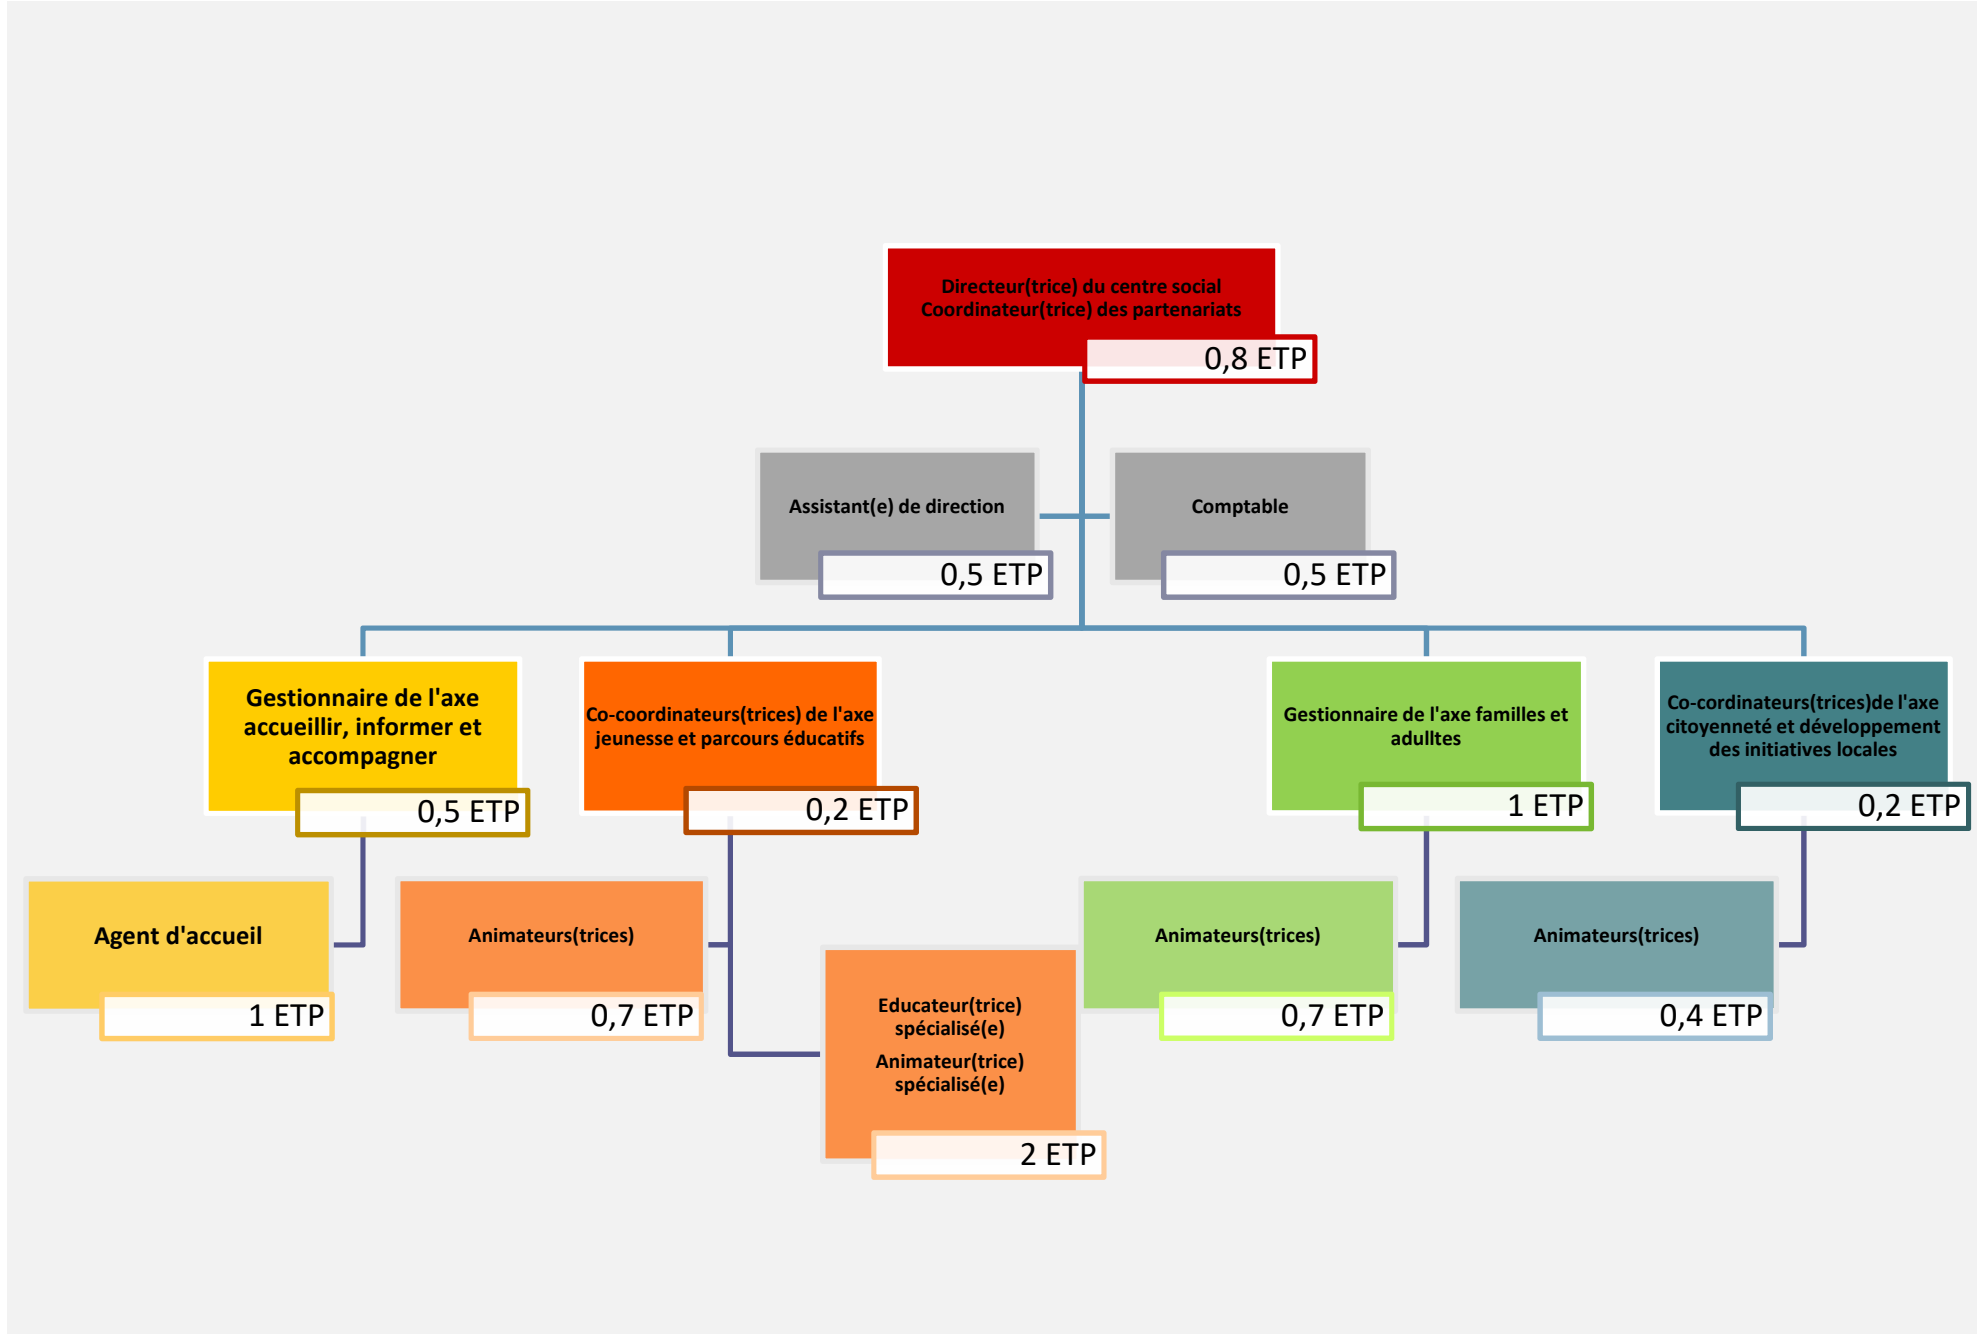 Directeur(trice) du centre social
Coordinateur(trice) des partenariats
0,8 ETP
Assistant(e) de direction
0,5 ETP
Comptable
0,5 ETP
Gestionnaire de l'axe
accueillir, informer et
accompagner
0,5 ETP
Co-coordinateurs(trices) de l'axe
jeunesse et parcours éducatifs
0,2 ETP
Gestionnaire de l'axe familles et
adulltes
1 ETP
Co-cordinateurs(trices)de l'axe
citoyenneté et développement
des initiatives locales
0,2 ETP
Agent d'accueil
1 ETP
Animateurs(trices)
0,7 ETP
Educateur(trice)
spécialisé(e)
Animateur(trice)
spécialisé(e)
2 ETP
Animateurs(trices)
0,7 ETP
Animateurs(trices)
0,4 ETP